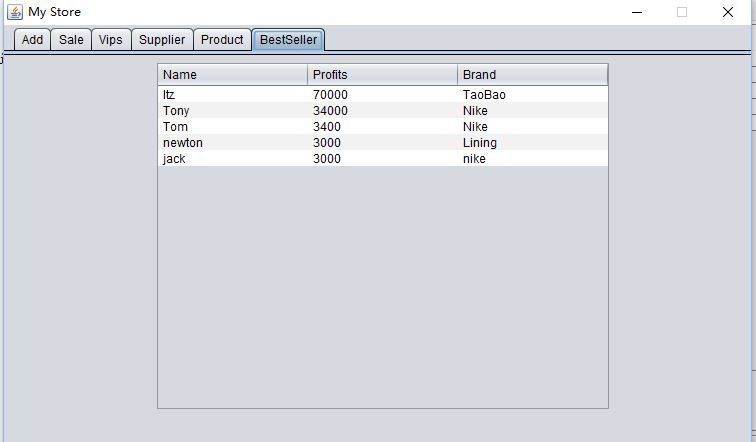 My Store
Add Sale Vips Supplier Product BestSeller
Name Profits Brand
ltz 70000 TaoBao
Tony 34000 Nike
Tom 3400 Nike
newton 3000 Lining
jack 3000 nike